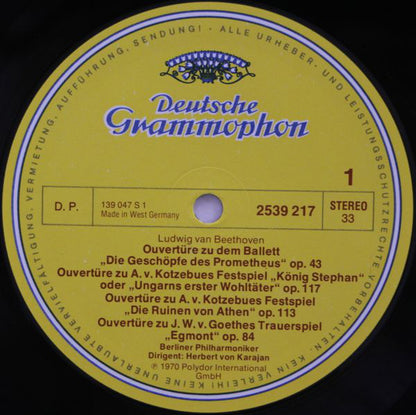 ALLE URHEBER- UND LEISTUNGSSCHUTZRECHTE VORBEHALTEN · KEIN VERLEIH! KEINE UNERLAUBTE VERVIELFÄLTIGUNG, VERMIETUNG, AUFFÜHRUNG, SENDUNG! -
Deutsche
Grammophon
1
D. P.
139 047 S 1
Made in West Germany
2539 217
STEREO
33
Ludwig van Beethoven
Ouvertüre zu dem Ballett
„Die Geschöpfe des Prometheus“ op. 43
Ouvertüre zu A. v. Kotzebues Festspiel „König Stephan“
oder „Ungarns erster Wohltäter“ op. 117
Ouvertüre zu A. v. Kotzebues Festspiel
„Die Ruinen von Athen“ op. 113
Ouvertüre zu J. W. v. Goethes Trauerspiel
„Egmont“ op. 84
Berliner Philharmoniker
Dirigent: Herbert von Karajan
Ⓟ 1970 Polydor International
GmbH